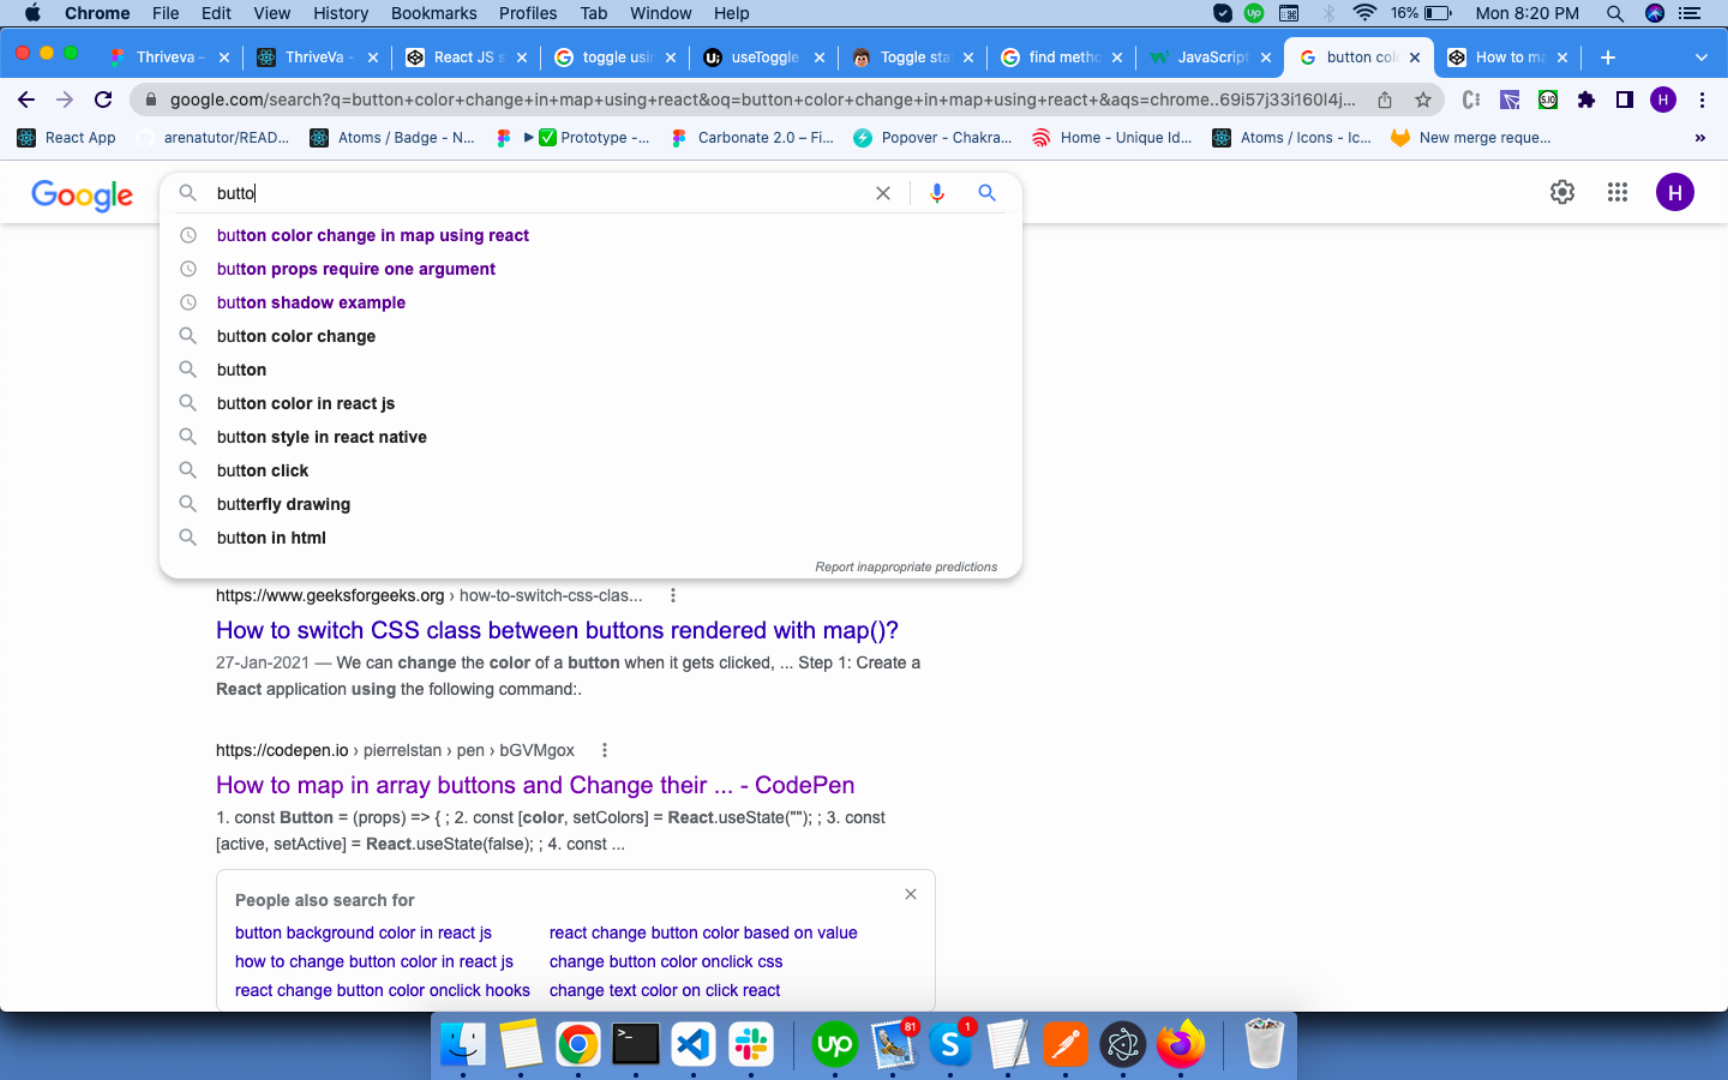 Chrome File Edit View History Bookmarks Profiles Tab Window Help UP 16% Mon 8:20 PM
Thriveva – ThriveVa - React JS s toggle usin U: useToggle Toggle sta find metho JavaScript button colo How to ma
google.com/search?q=button+color+change+in+map+using+react&oq=button+color+change+in+map+using+react+&aqs=chrome..69i57j33i160l4j... H
React App arenatutor/READ... Atoms / Badge - N... Prototype -... Carbonate 2.0 – Fi... Popover - Chakra... Home - Unique Id... Atoms / Icons - Ic... New merge reque... »
Google butto H
button color change in map using react
button props require one argument
button shadow example
button color change
button
button color in react js
button style in react native
button click
butterfly drawing
button in html
Report inappropriate predictions
https://www.geeksforgeeks.org › how-to-switch-css-clas...
How to switch CSS class between buttons rendered with map()?
27-Jan-2021 — We can change the color of a button when it gets clicked, ... Step 1: Create a
React application using the following command:.
https://codepen.io › pierrelstan › pen › bGVMgox
How to map in array buttons and Change their ... - CodePen
1. const Button = (props) => { ; 2. const [color, setColors] = React.useState(""); ; 3. const
[active, setActive] = React.useState(false); ; 4. const ...
People also search for
button background color in react js react change button color based on value
how to change button color in react js change button color onclick css
react change button color onclick hooks change text color on click react
>_ up 81 S 1